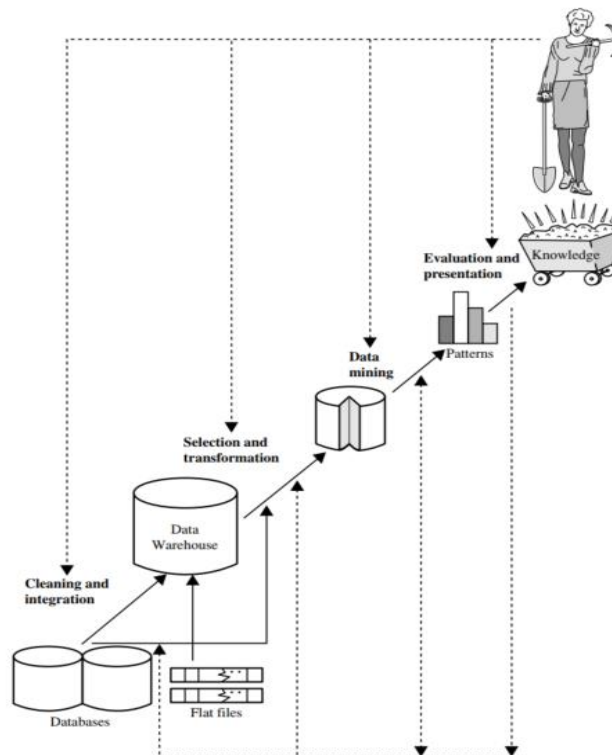 Knowledge
Evaluation and
presentation
Patterns
Data
mining
Selection and
transformation
Data
Warehouse
Cleaning and
integration
Databases
Flat files